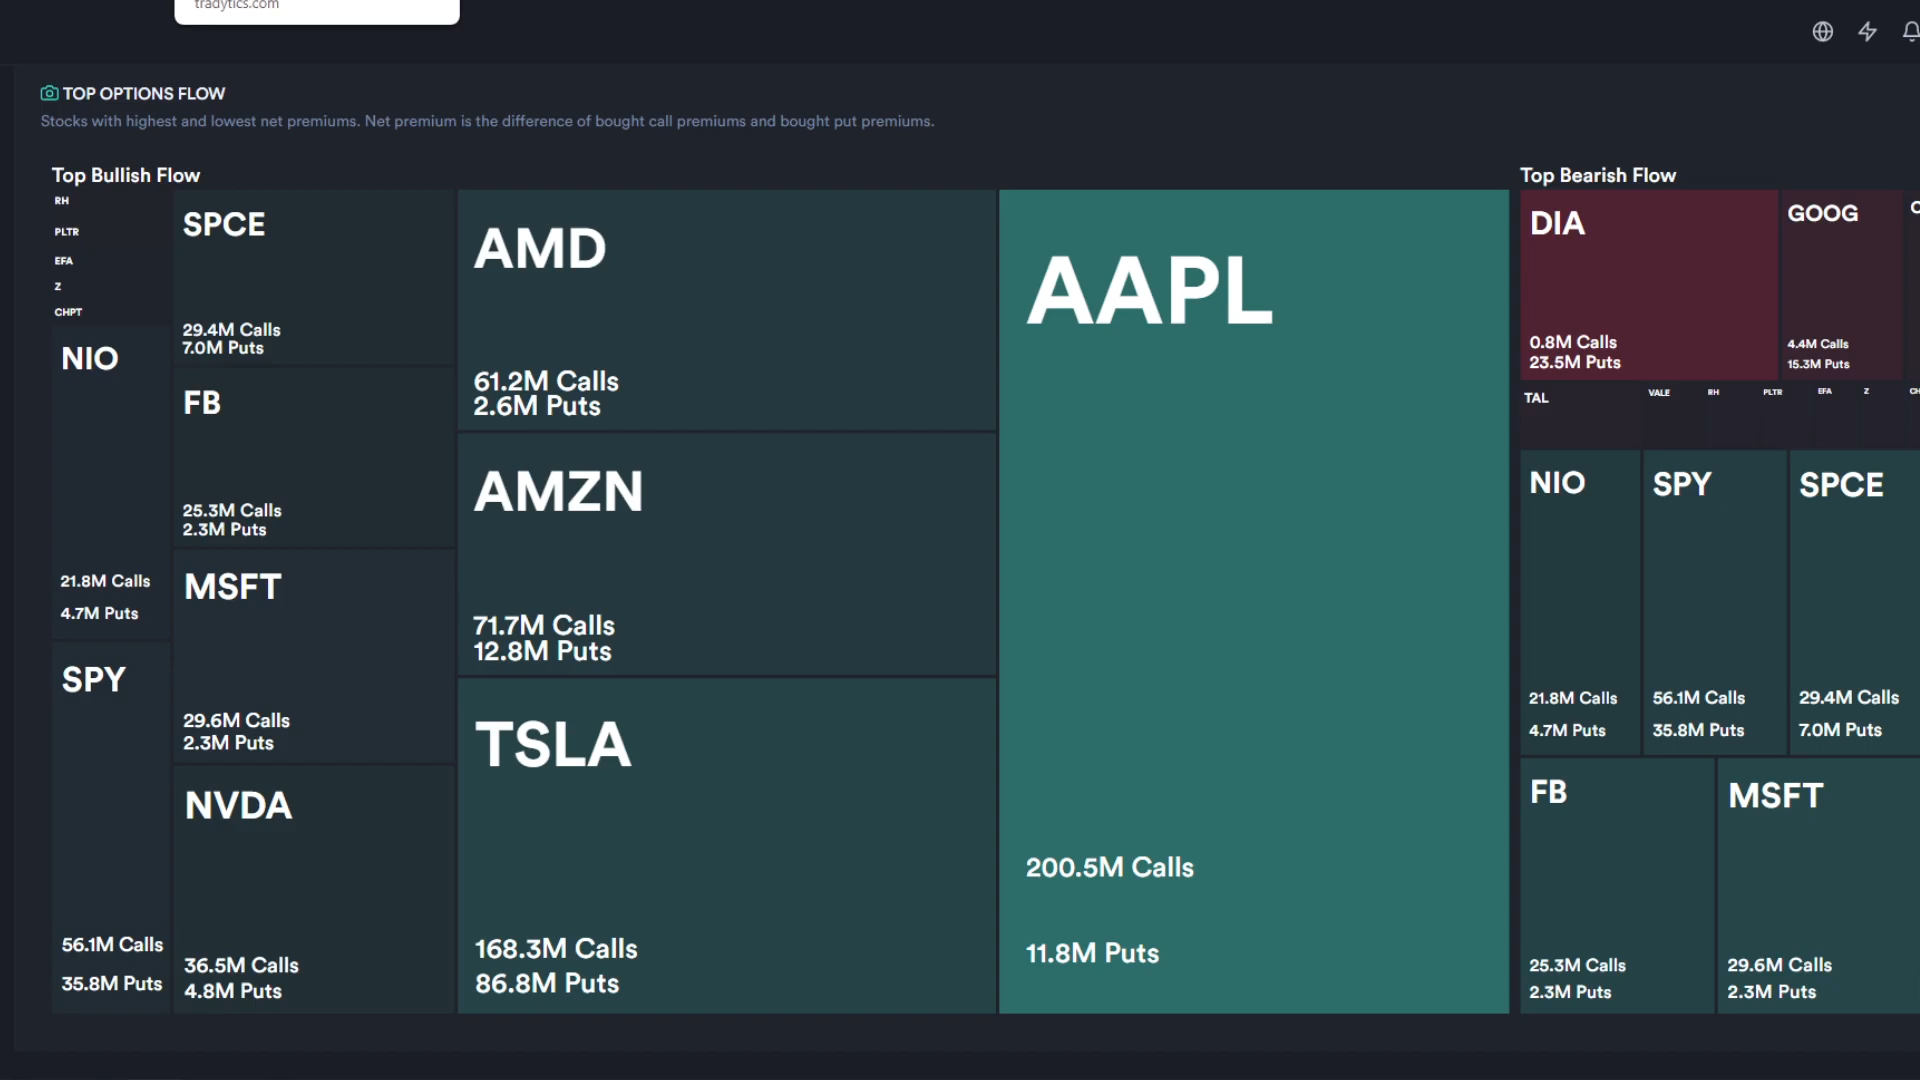 tradytics.com
TOP OPTIONS FLOW
Stocks with highest and lowest net premiums. Net premium is the difference of bought call premiums and bought put premiums.
Top Bullish Flow
RH
PLTR
EFA
Z
CHPT
NIO
21.8M Calls
4.7M Puts
SPY
56.1M Calls
35.8M Puts
SPCE
29.4M Calls
7.0M Puts
FB
25.3M Calls
2.3M Puts
MSFT
29.6M Calls
2.3M Puts
NVDA
36.5M Calls
4.8M Puts
AMD
61.2M Calls
2.6M Puts
AMZN
71.7M Calls
12.8M Puts
TSLA
168.3M Calls
86.8M Puts
AAPL
200.5M Calls
11.8M Puts
Top Bearish Flow
DIA
0.8M Calls
23.5M Puts
GOOG
4.4M Calls
15.3M Puts
TAL
VALE
RH
PLTR
EFA
Z
NIO
21.8M Calls
4.7M Puts
SPY
56.1M Calls
35.8M Puts
SPCE
29.4M Calls
7.0M Puts
FB
25.3M Calls
2.3M Puts
MSFT
29.6M Calls
2.3M Puts